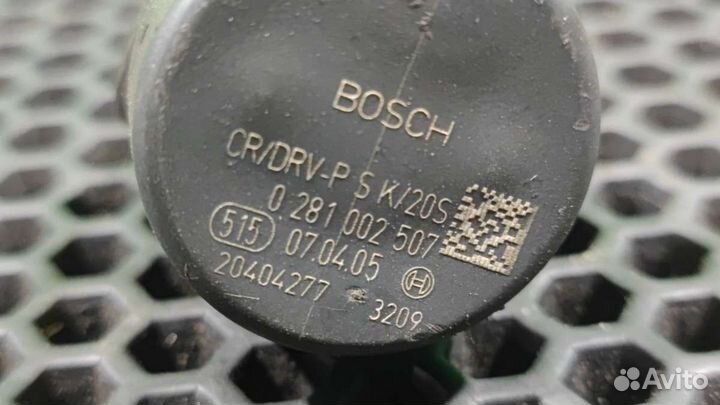 BOSCH
CR/DRV-P S K/20S
0 281 002 507
515 07.04.05
20404277 3209
Avito